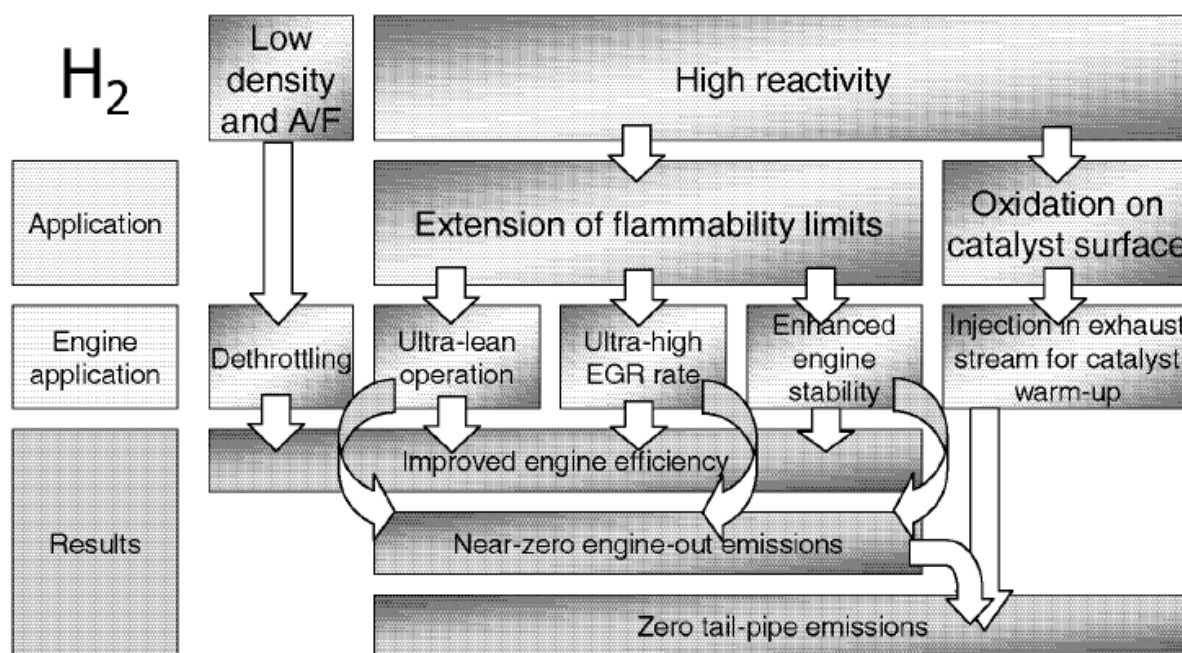 H₂
Low
density
and A/F
High reactivity
Application
Extension of flammability limits
Oxidation on
catalyst surface
Engine
application
Dethrottling
Ultra-lean
operation
Ultra-high
EGR rate
Enhanced
engine
stability
Injection in exhaust
stream for catalyst
warm-up
Results
Improved engine efficiency
Near-zero engine-out emissions
Zero tail-pipe emissions